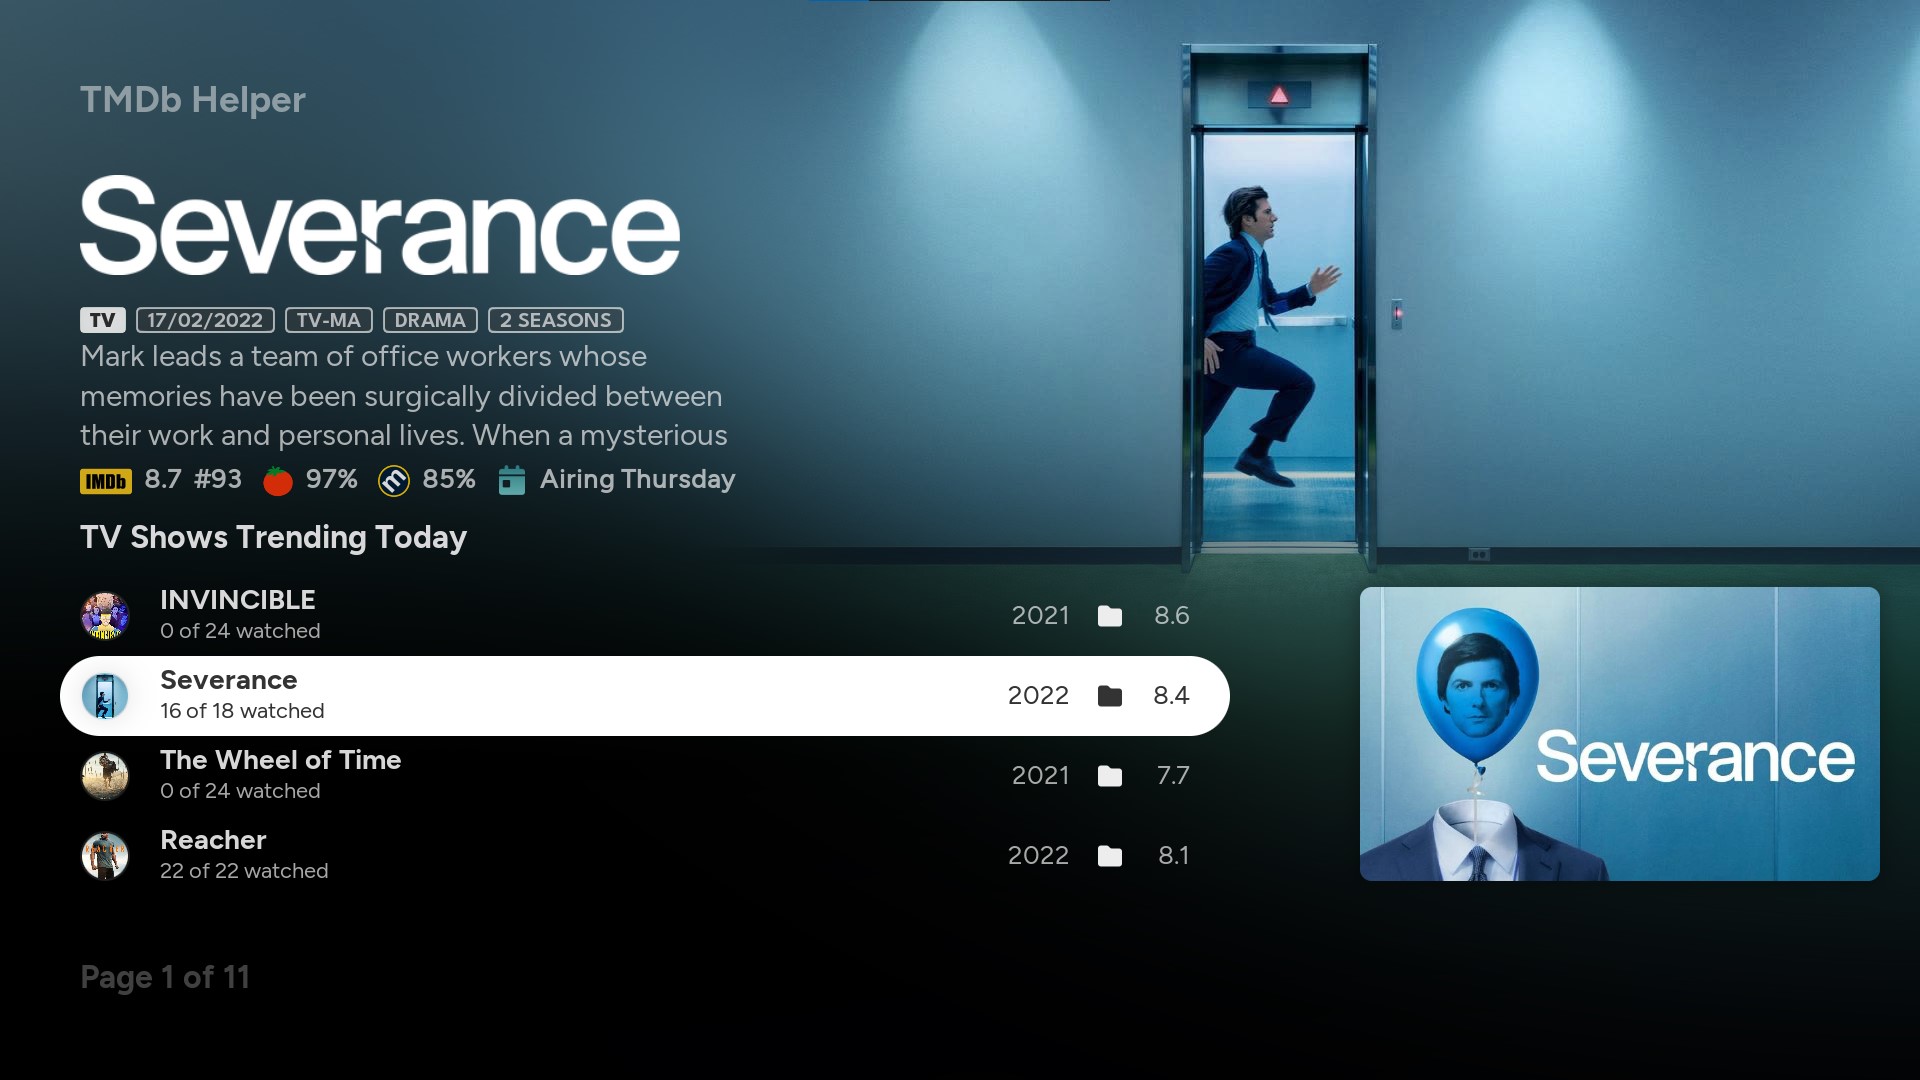 TMDb Helper
Severance
TV 17/02/2022 TV-MA DRAMA 2 SEASONS
Mark leads a team of office workers whose
memories have been surgically divided between
their work and personal lives. When a mysterious
IMDb 8.7 #93 97% m 85% Airing Thursday
TV Shows Trending Today
INVINCIBLE 2021 8.6
0 of 24 watched
Severance 2022 8.4
16 of 18 watched
The Wheel of Time 2021 7.7
0 of 24 watched
Reacher 2022 8.1
22 of 22 watched
Severance
Page 1 of 11